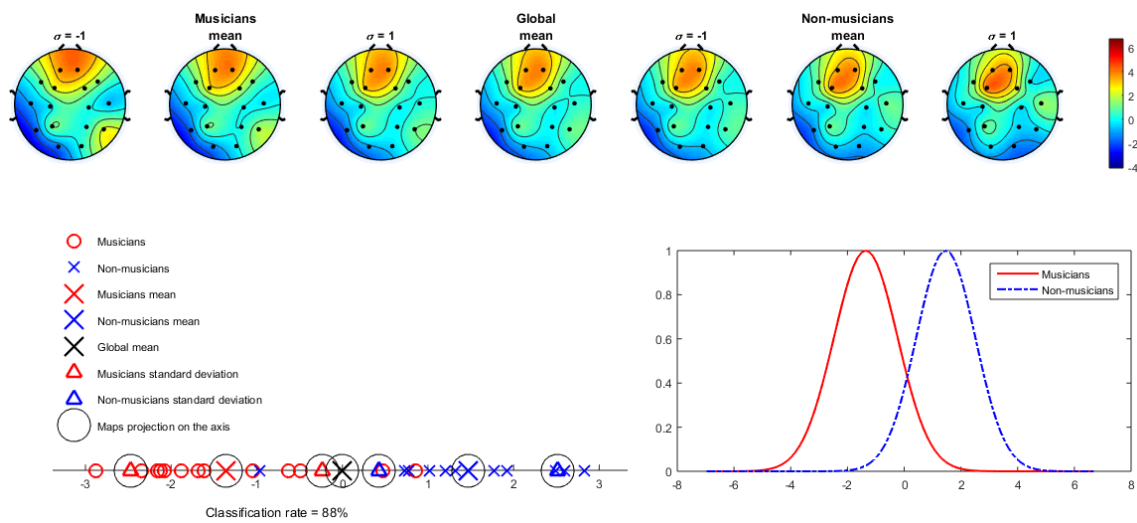 Musicians
Global
Non-musicians
σ = -1
mean
σ = 1
mean
σ = -1
mean
σ = 1
6
4
2
0
-2
-4
Musicians
Non-musicians
Musicians mean
Non-musicians mean
Global mean
Musicians standard deviation
Non-musicians standard deviation
Maps projection on the axis
-3
-2
-1
0
1
2
3
Classification rate = 88%
1
0.8
0.6
0.4
0.2
0
-8
-6
-4
-2
0
2
4
6
8
Musicians
Non-musicians